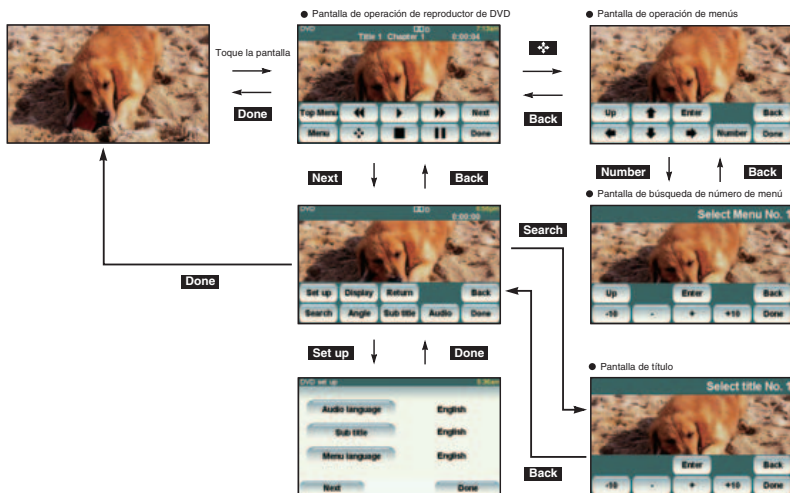 Pantalla de operación de reproductor de DVD
Pantalla de operación de menús
DVD
Title 1 Chapter 1
0:00:04
Toque la pantalla
Done
Top Menu
Next
Menu
Done
Back
Up
Enter
Back
Number
Done
Next
Back
Number
Back
Pantalla de búsqueda de número de menú
DVD
0:00:00
Select Menu No. 1
Search
Done
Set up
Display
Return
Back
Search
Angle
Sub title
Audio
Done
Up
Enter
Back
-10
-
+
+10
Done
Set up
Done
Pantalla de título
DVD set up
Select title No. 1
Audio language
English
Sub title
English
Menu language
English
Next
Done
Back
Enter
Back
-10
-
+
+10
Done